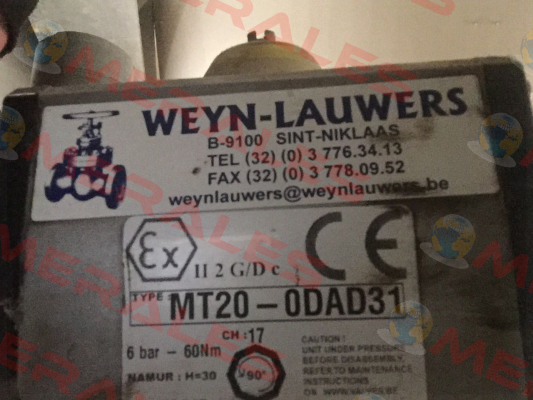 WEYN-LAUWERS
B-9100 SINT-NIKLAAS
TEL (32) (0) 3 776.34.13
FAX (32) (0) 3 778.09.52
weynlauwers@weynlauwers.be
Ex II 2 G/D c CE
TYPE MT20-0DAD31
CH : 17
6 bar - 60Nm
90°
NAMUR : H=30
CAUTION :
UNIT UNDER PRESSURE
BEFORE DISASSEMBLY,
REFER TO MAINTENANCE
INSTRUCTIONS
MERALES